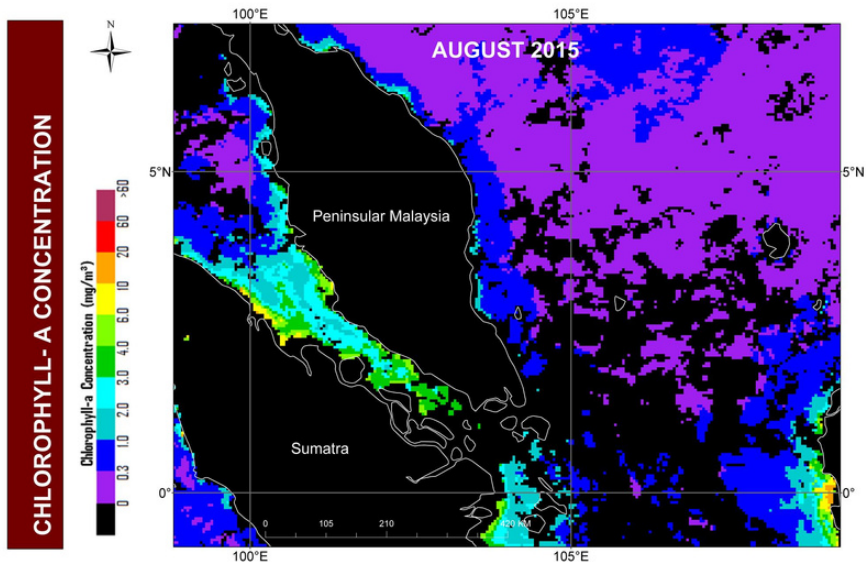 CHLOROPHYLL- A CONCENTRATION
N
100°E
105°E
AUGUST 2015
5°N
5°N
Peninsular Malaysia
Sumatra
Chlorophyll-a Concentration (mg/m³)
>60
60
20
10
6.0
4.0
3.0
2.0
1.0
0.3
0
0°
0°
0 105 210 420 KM
100°E
105°E